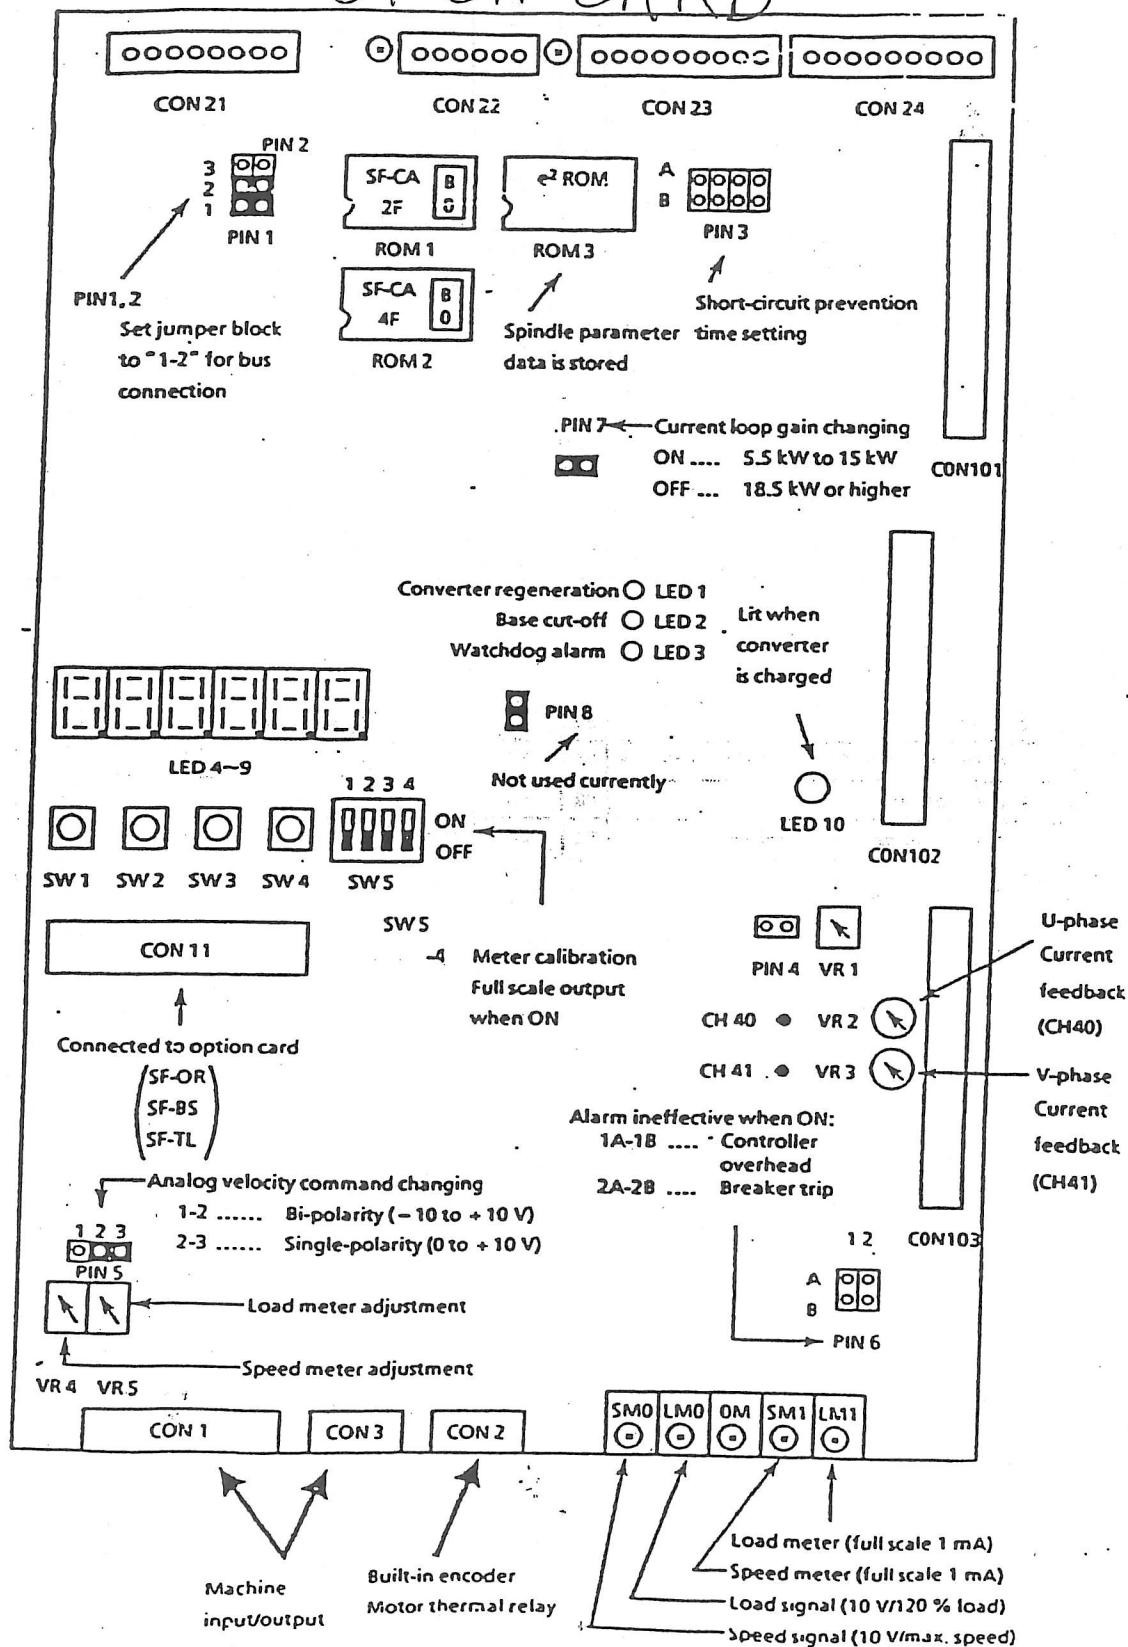 CARD
CON 21
CON 22
CON 23
CON 24
PIN 2
3
2
1
PIN 1
SF-CA
2F
B
0
ROM 1
e² ROM
ROM 3
A
B
PIN 3
SF-CA
4F
B
0
ROM 2
PIN1, 2
Set jumper block
to "1-2" for bus
connection
Spindle parameter
data is stored
Short-circuit prevention
time setting
PIN 7
Current loop gain changing
ON .... 5.5 kW to 15 kW
OFF ... 18.5 kW or higher
CON101
Converter regeneration LED 1
Base cut-off LED 2
Watchdog alarm LED 3
Lit when
converter
is charged
PIN 8
Not used currently
LED 4~9
LED 10
CON102
1 2 3 4
ON
OFF
SW 1 SW 2 SW 3 SW 4 SW 5
SW 5
-4 Meter calibration
Full scale output
when ON
CON 11
Connected to option card
SF-OR
SF-BS
SF-TL
PIN 4 VR 1
CH 40 VR 2
CH 41 VR 3
U-phase
Current
feedback
(CH40)
V-phase
Current
feedback
(CH41)
Alarm ineffective when ON:
1A-1B .... Controller
overhead
2A-2B .... Breaker trip
Analog velocity command changing
1-2 ...... Bi-polarity (– 10 to + 10 V)
2-3 ...... Single-polarity (0 to + 10 V)
1 2 3
PIN 5
Load meter adjustment
Speed meter adjustment
VR 4 VR 5
1 2
A
B
PIN 6
CON103
CON 1
CON 3
CON 2
SM0 LM0 OM SM1 LM1
Machine
input/output
Built-in encoder
Motor thermal relay
Load meter (full scale 1 mA)
Speed meter (full scale 1 mA)
Load signal (10 V/120 % load)
Speed signal (10 V/max. speed)